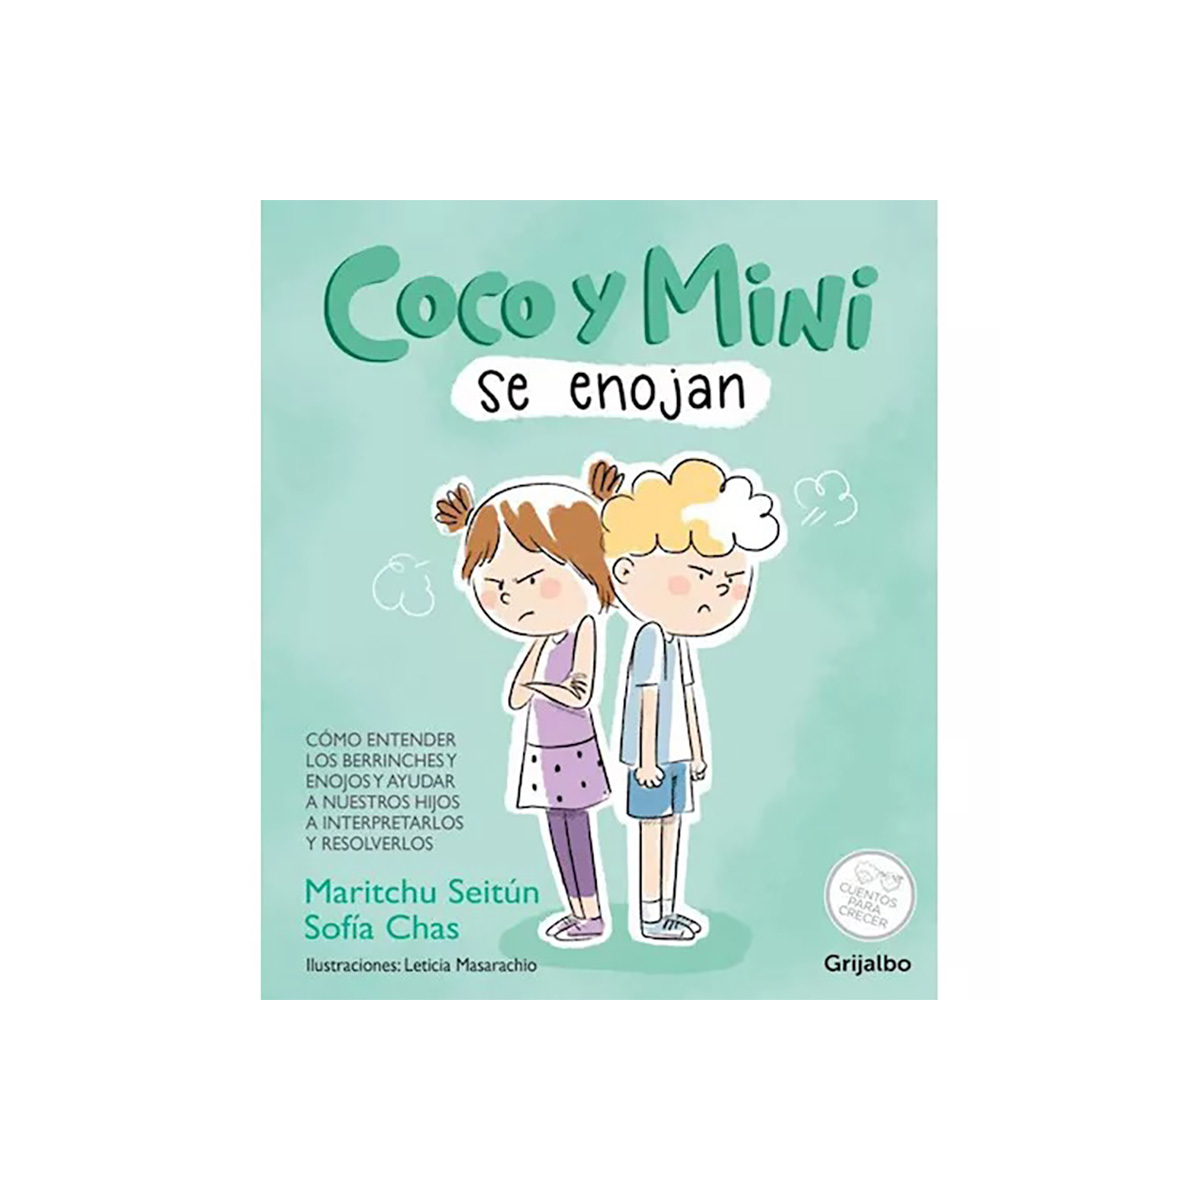 COCO Y MINI
se enojan
CÓMO ENTENDER
LOS BERRINCHES Y
ENOJOS Y AYUDAR
A NUESTROS HIJOS
A INTERPRETARLOS
Y RESOLVERLOS
Maritchu Seitún
Sofía Chas
Ilustraciones: Leticia Masarachio
CUENTOS
PARA
CRECER
Grijalbo